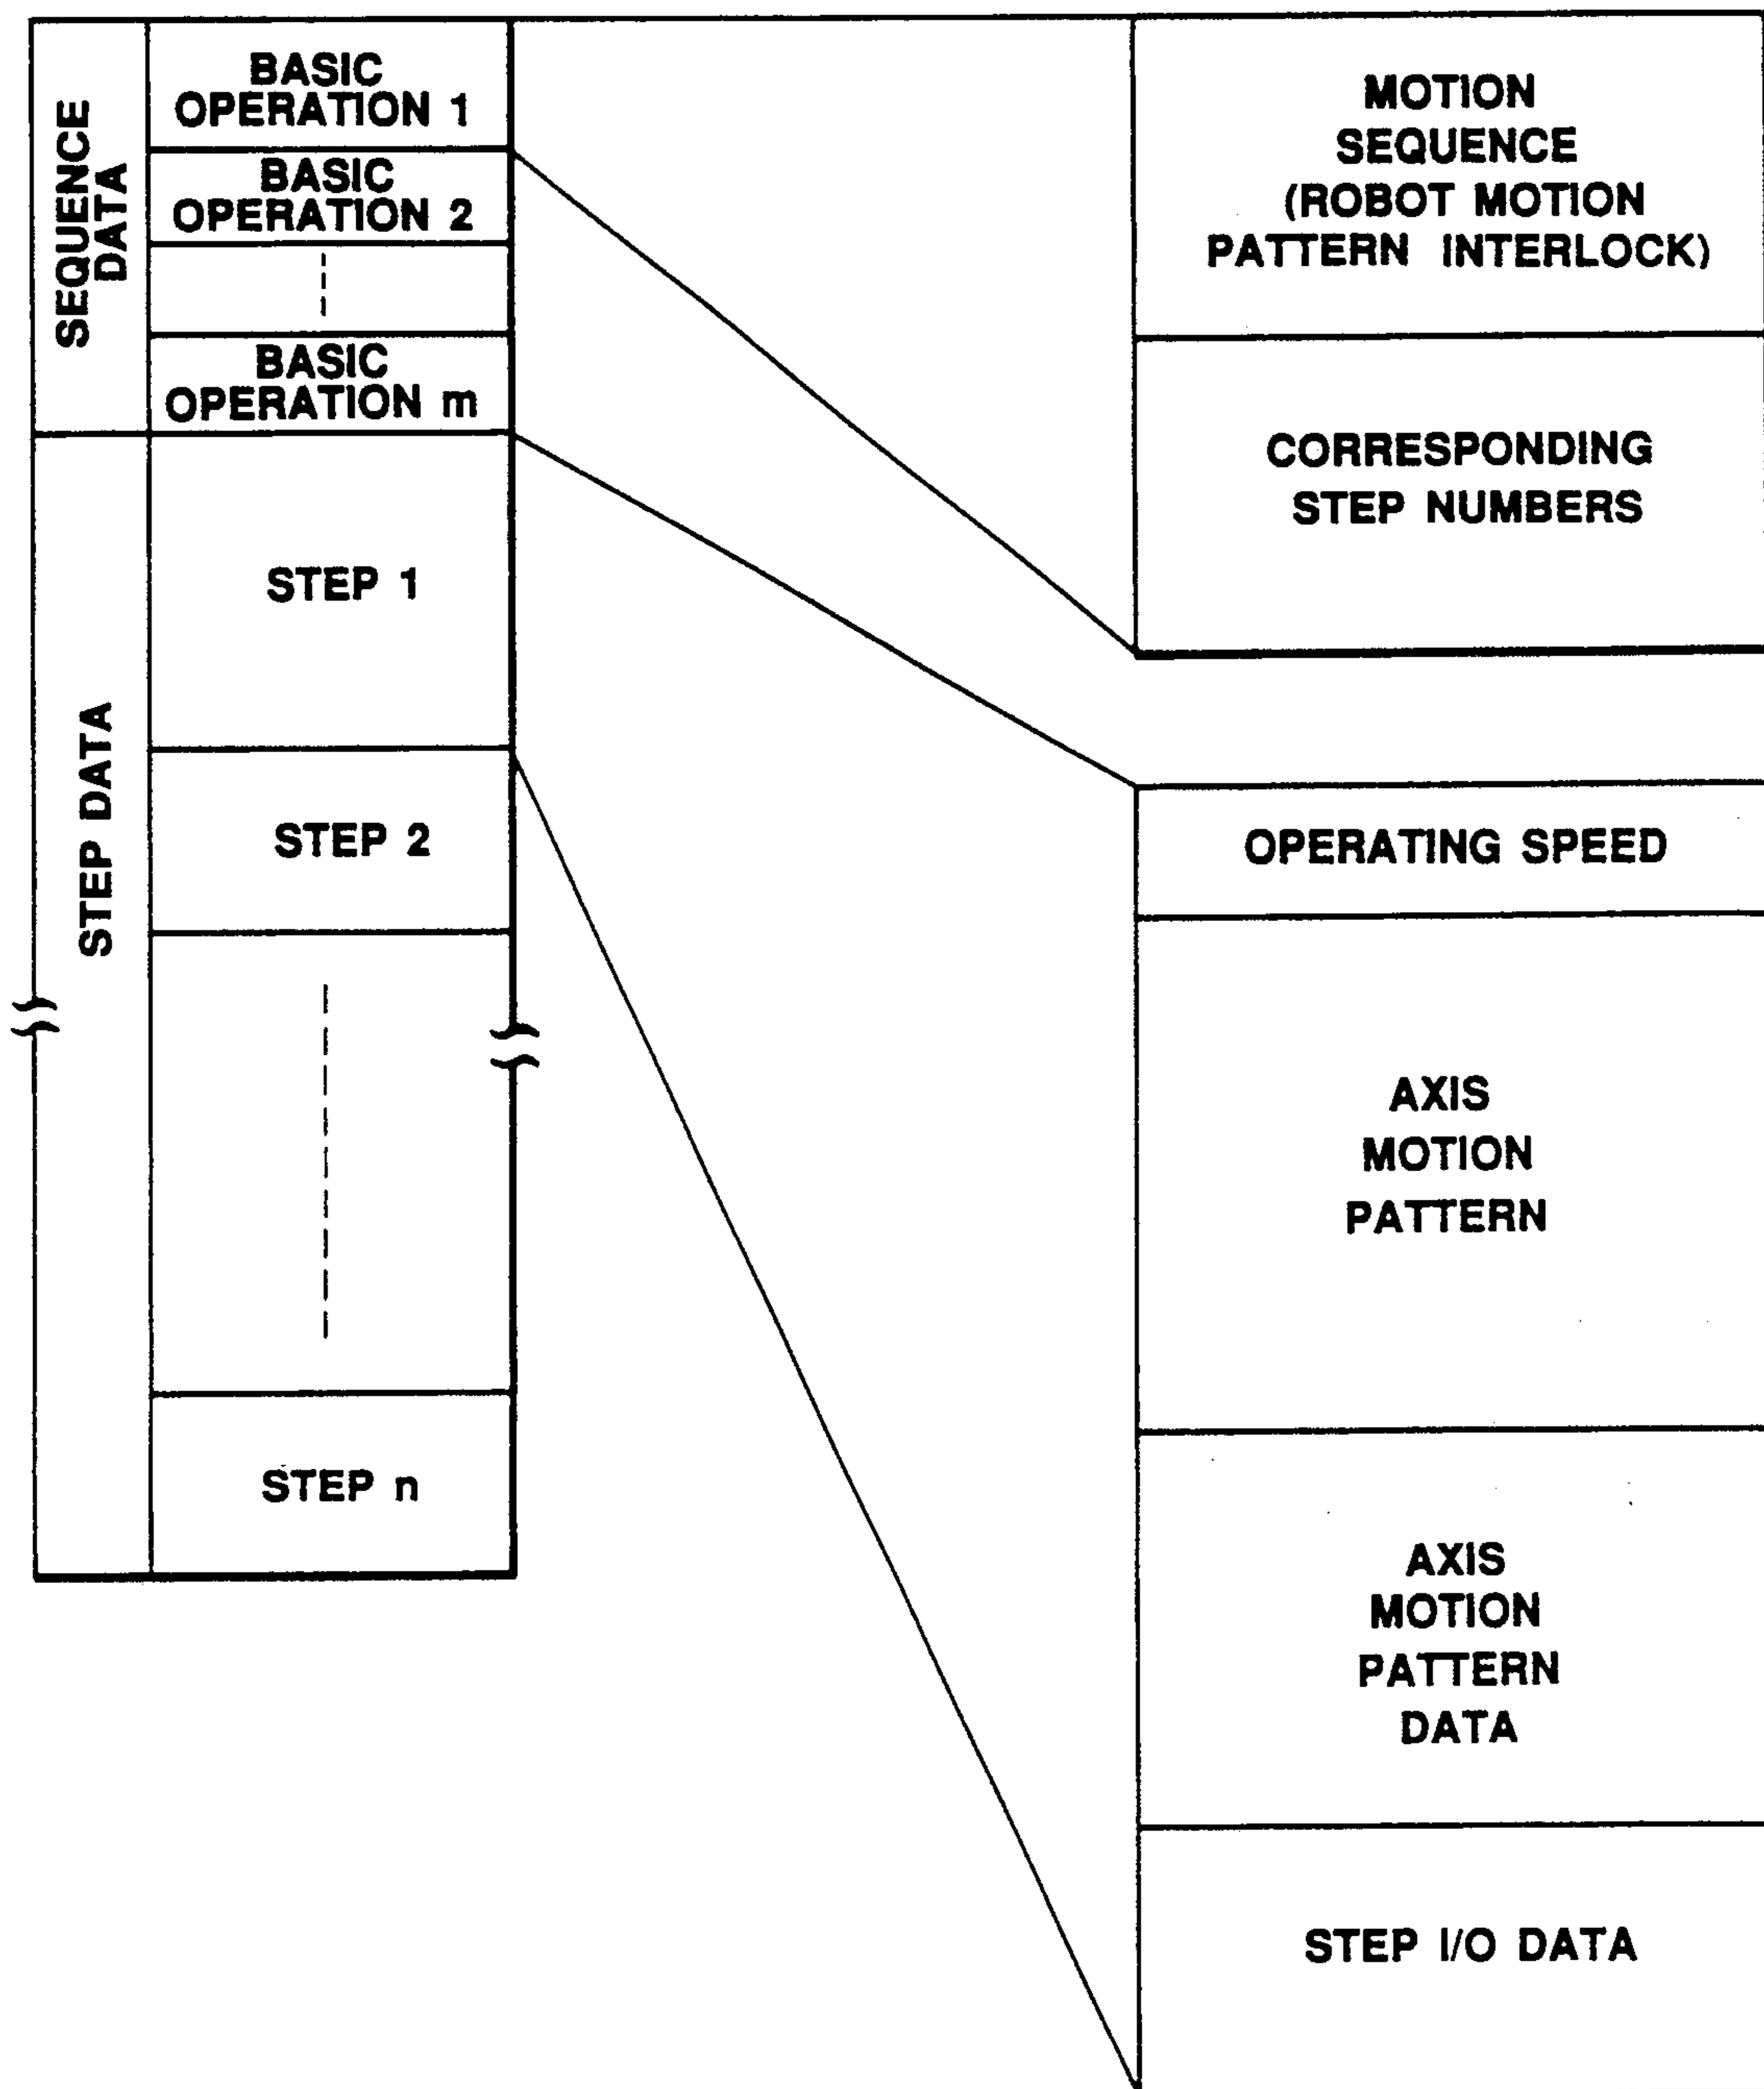 SEQUENCE
DATA
BASIC
OPERATION 1
BASIC
OPERATION 2
BASIC
OPERATION m
STEP DATA
STEP 1
STEP 2
STEP n
MOTION
SEQUENCE
(ROBOT MOTION
PATTERN INTERLOCK)
CORRESPONDING
STEP NUMBERS
OPERATING SPEED
AXIS
MOTION
PATTERN
AXIS
MOTION
PATTERN
DATA
STEP I/O DATA